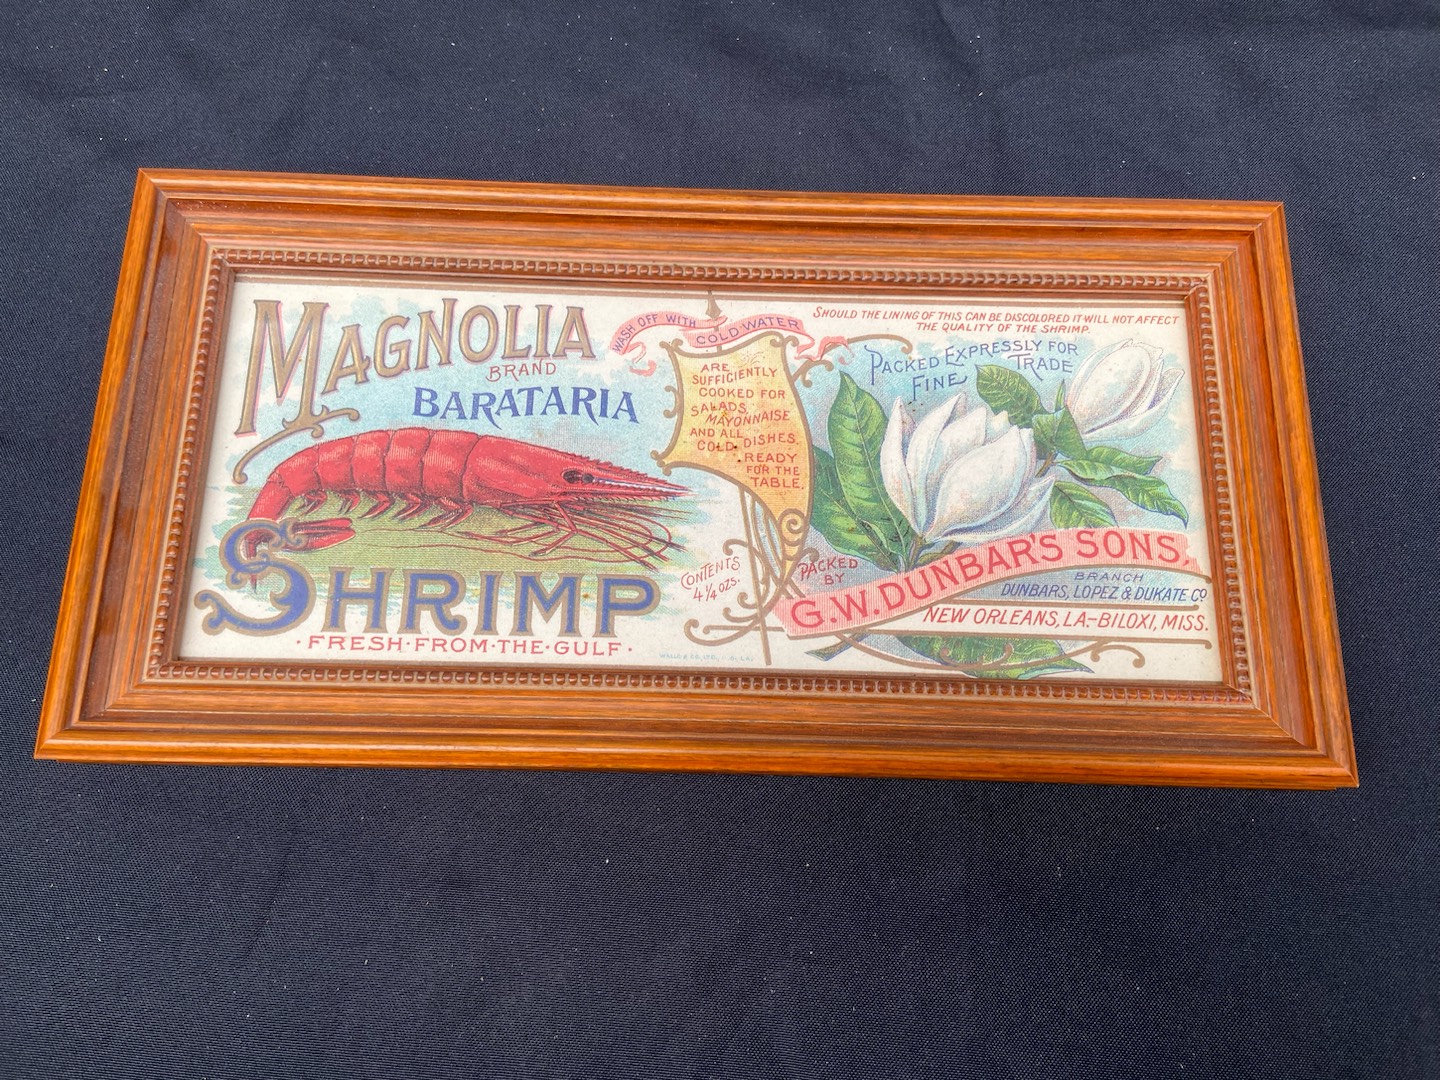 MAGNOLIA
BRAND
BARATARIA
SHRIMP
·FRESH·FROM·THE·GULF·
WASH OFF WITH COLD WATER
ARE
SUFFICIENTLY
COOKED FOR
SALADS,
MAYONNAISE
AND ALL
COLD DISHES,
READY
FOR THE
TABLE.
CONTENTS
4 1/4 OZS.
SHOULD THE LINING OF THIS CAN BE DISCOLORED IT WILL NOT AFFECT
THE QUALITY OF THE SHRIMP.
PACKED EXPRESSLY FOR
FINE TRADE
PACKED
BY
G.W. DUNBAR'S SONS,
BRANCH
DUNBARS, LOPEZ & DUKATE CO
NEW ORLEANS, LA.-BILOXI, MISS.